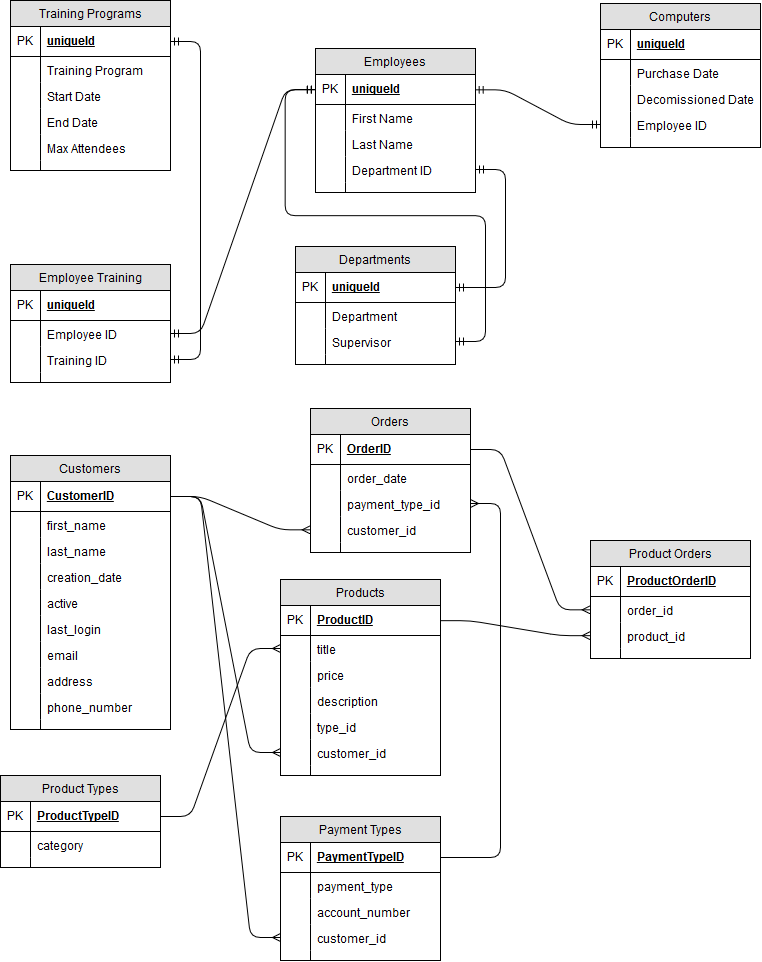 Training Programs
PK uniqueId
Training Program
Start Date
End Date
Max Attendees
Employees
PK uniqueId
First Name
Last Name
Department ID
Computers
PK uniqueId
Purchase Date
Decomissioned Date
Employee ID
Employee Training
PK uniqueId
Employee ID
Training ID
Departments
PK uniqueId
Department
Supervisor
Customers
PK CustomerID
first_name
last_name
creation_date
active
last_login
email
address
phone_number
Orders
PK OrderID
order_date
payment_type_id
customer_id
Product Orders
PK ProductOrderID
order_id
product_id
Products
PK ProductID
title
price
description
type_id
customer_id
Product Types
PK ProductTypeID
category
Payment Types
PK PaymentTypeID
payment_type
account_number
customer_id